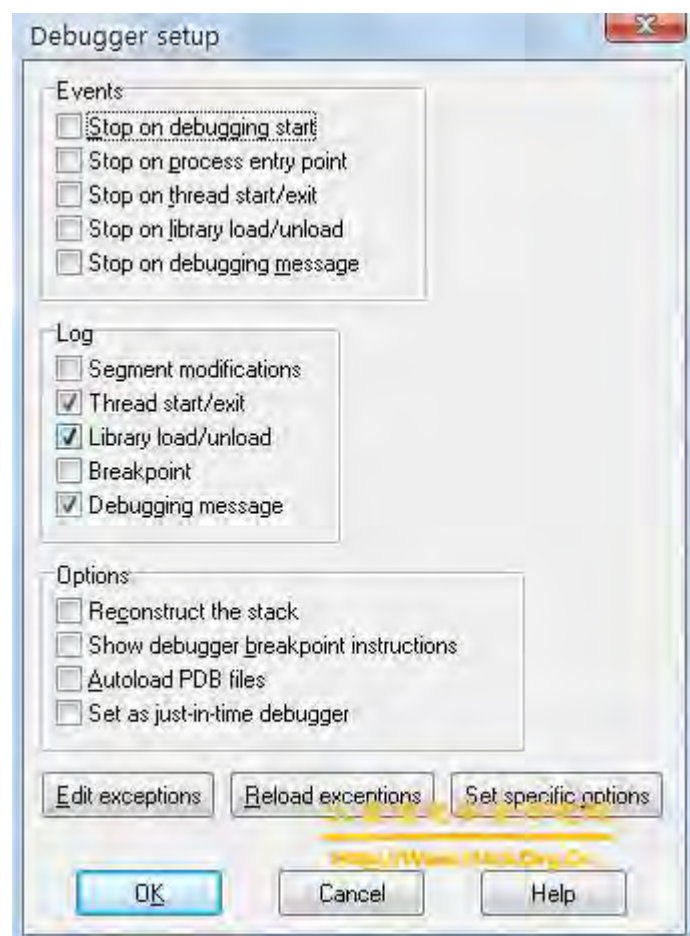 Debugger setup
Events
Stop on debugging start
Stop on process entry point
Stop on thread start/exit
Stop on library load/unload
Stop on debugging message
Log
Segment modifications
Thread start/exit
Library load/unload
Breakpoint
Debugging message
Options
Reconstruct the stack
Show debugger breakpoint instructions
Autoload PDB files
Set as just-in-time debugger
Edit exceptions Reload exceptions Set specific options
OK Cancel Help